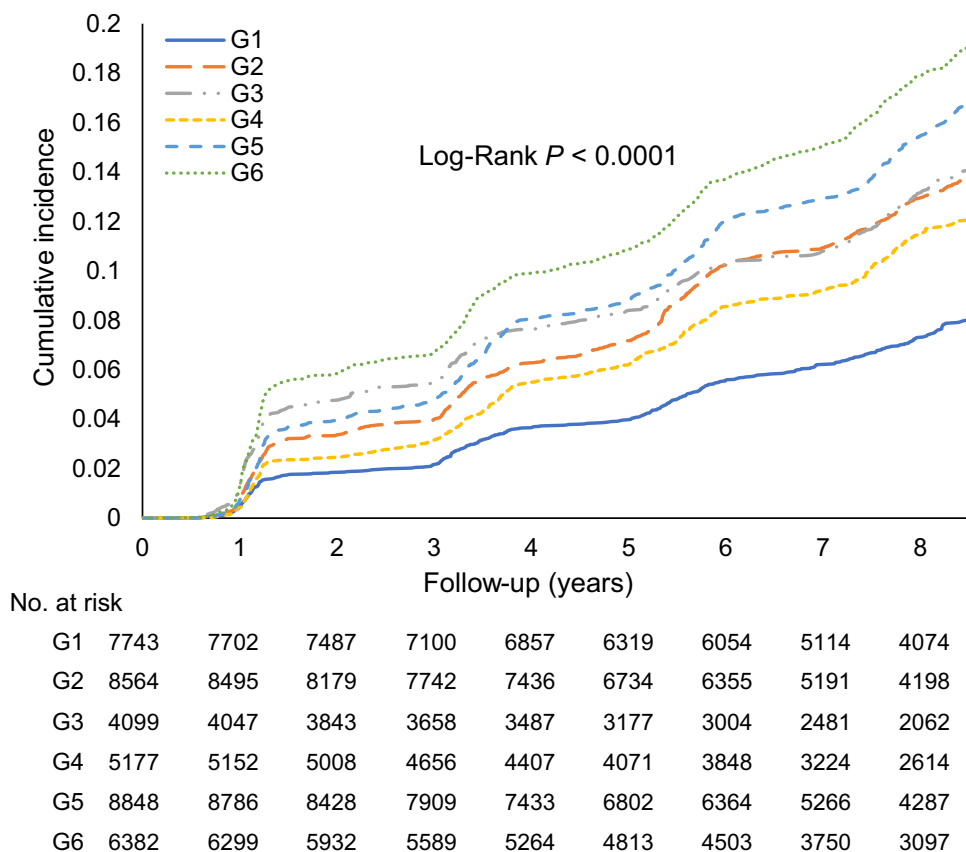 0.2
0.18
0.16
0.14
0.12
0.1
0.08
0.06
0.04
0.02
0
Cumulative incidence
G1
G2
G3
G4
G5
G6
Log-Rank P < 0.0001
0 1 2 3 4 5 6 7 8
Follow-up (years)
No. at risk
G1 7743 7702 7487 7100 6857 6319 6054 5114 4074
G2 8564 8495 8179 7742 7436 6734 6355 5191 4198
G3 4099 4047 3843 3658 3487 3177 3004 2481 2062
G4 5177 5152 5008 4656 4407 4071 3848 3224 2614
G5 8848 8786 8428 7909 7433 6802 6364 5266 4287
G6 6382 6299 5932 5589 5264 4813 4503 3750 3097